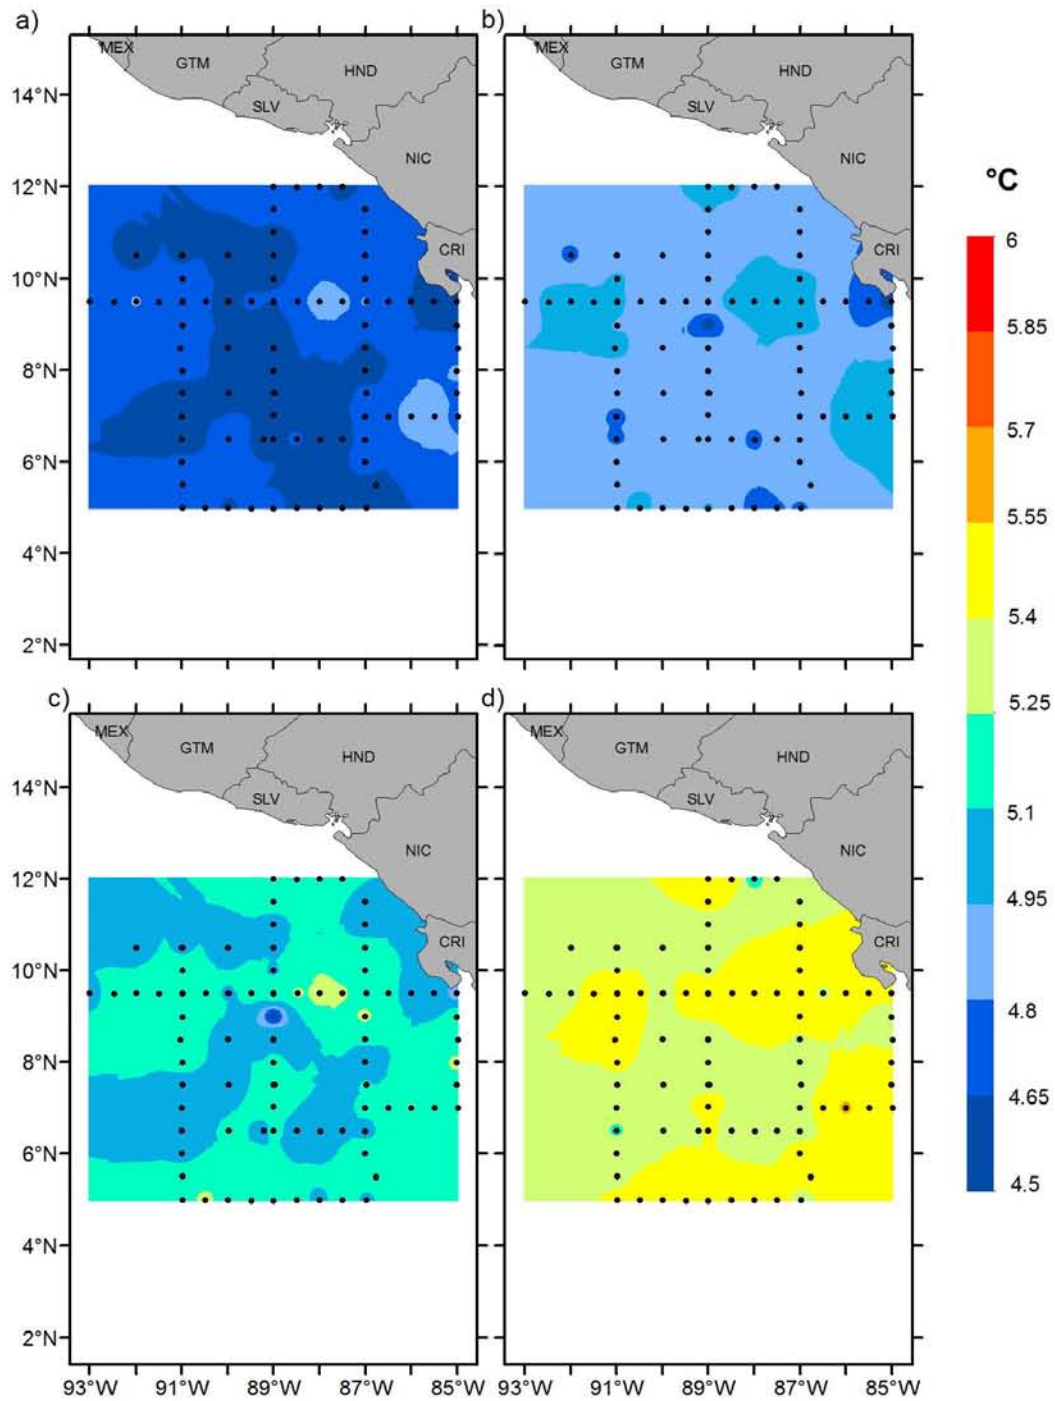 a)
b)
MEX
GTM
HND
SLV
NIC
CRI
14°N
12°N
10°N
8°N
6°N
4°N
2°N
MEX
GTM
HND
SLV
NIC
CRI
°C
6
5.85
5.7
5.55
5.4
5.25
5.1
4.95
4.8
4.65
4.5
c)
d)
MEX
GTM
HND
SLV
NIC
CRI
14°N
12°N
10°N
8°N
6°N
4°N
2°N
93°W 91°W 89°W 87°W 85°W
MEX
GTM
HND
SLV
NIC
CRI
93°W 91°W 89°W 87°W 85°W